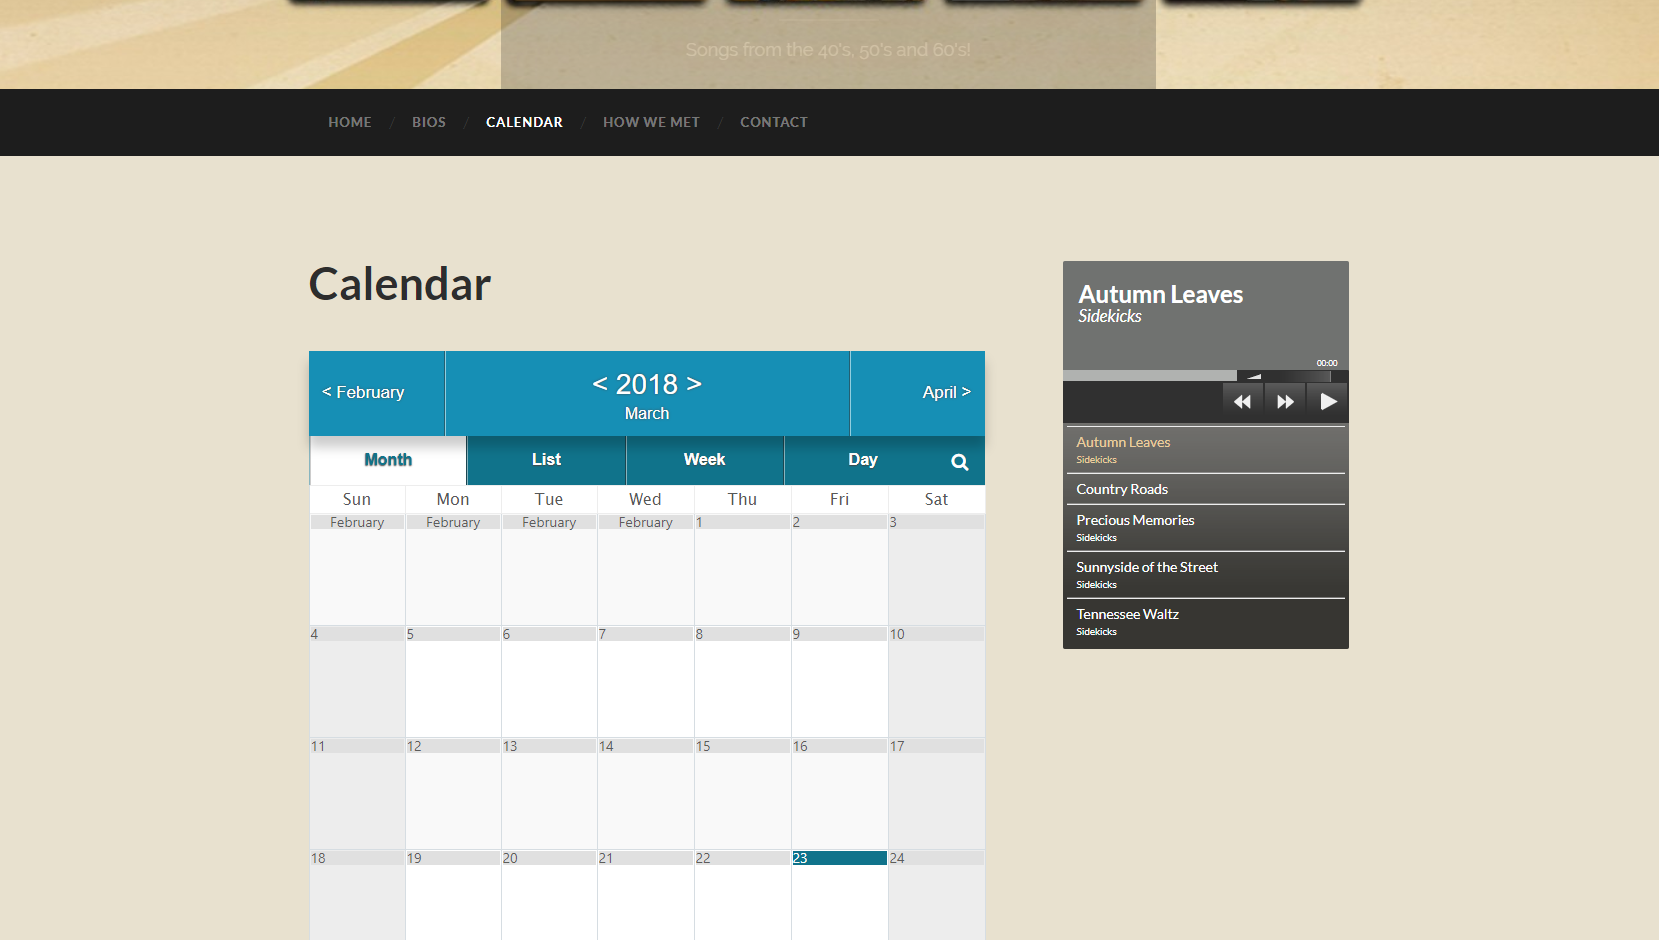 Songs from the 40's, 50's and 60's!
HOME / BIOS / CALENDAR / HOW WE MET / CONTACT
Calendar
< February
< 2018 >
March
April >
Month List Week Day
Sun Mon Tue Wed Thu Fri Sat
February February February February 1 2 3
4 5 6 7 8 9 10
11 12 13 14 15 16 17
18 19 20 21 22 23 24
Autumn Leaves
Sidekicks
00:00
Autumn Leaves
Sidekicks
Country Roads
Precious Memories
Sidekicks
Sunnyside of the Street
Sidekicks
Tennessee Waltz
Sidekicks